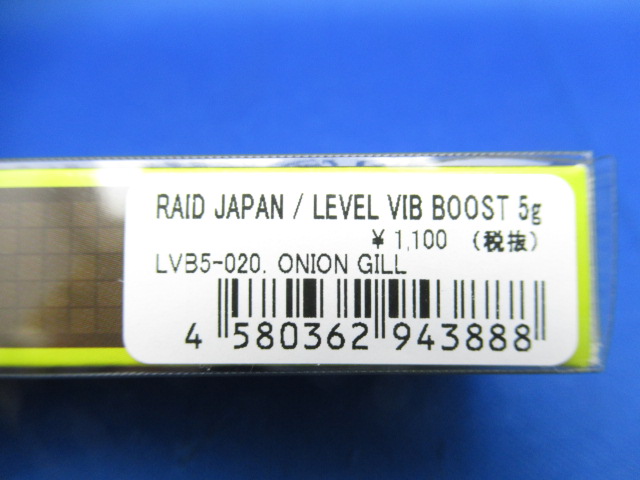 RAID JAPAN / LEVEL VIB BOOST 5g
¥1,100 (税抜)
LVB5-020. ONION GILL
4 580362 943888